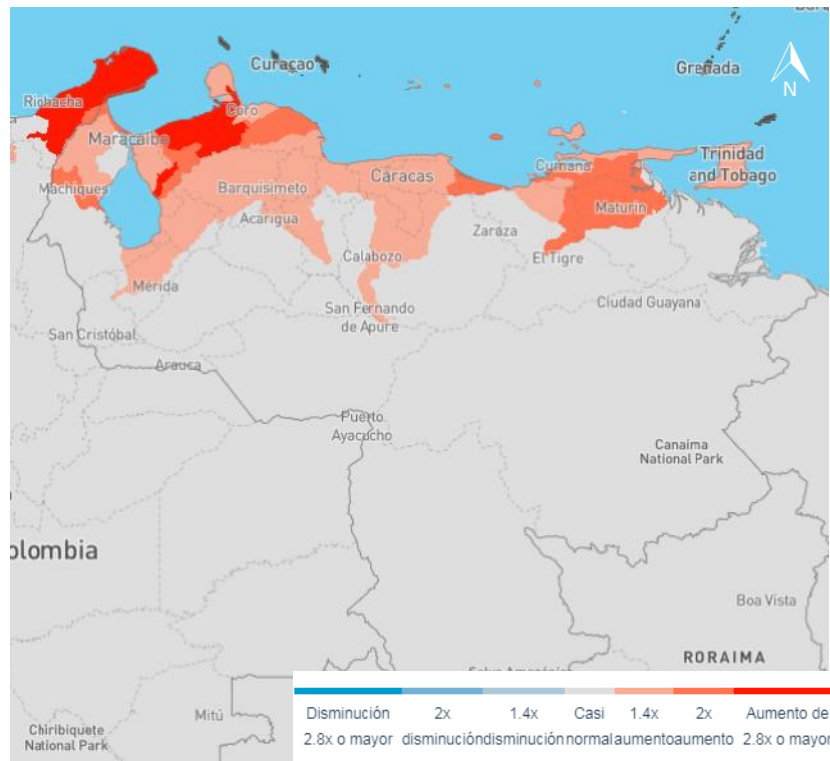 Curaçao
Grenada
N
Riohacha
Coro
Maracaibo
Trinidad
and Tobago
Cumaná
Machiques
Barquisimeto
Caracas
Maturín
Acarigua
Zaraza
Calabozo
El Tigre
Mérida
San Fernando
de Apure
Ciudad Guayana
San Cristóbal
Arauca
Puerto
Ayacucho
Canaima
National Park
olombia
Boa Vista
RORAIMA
Mitú
Chiribiquete
National Park
Disminución 2x 1.4x Casi 1.4x 2x Aumento de
2.8x o mayor disminución disminución normal aumento aumento 2.8x o mayor